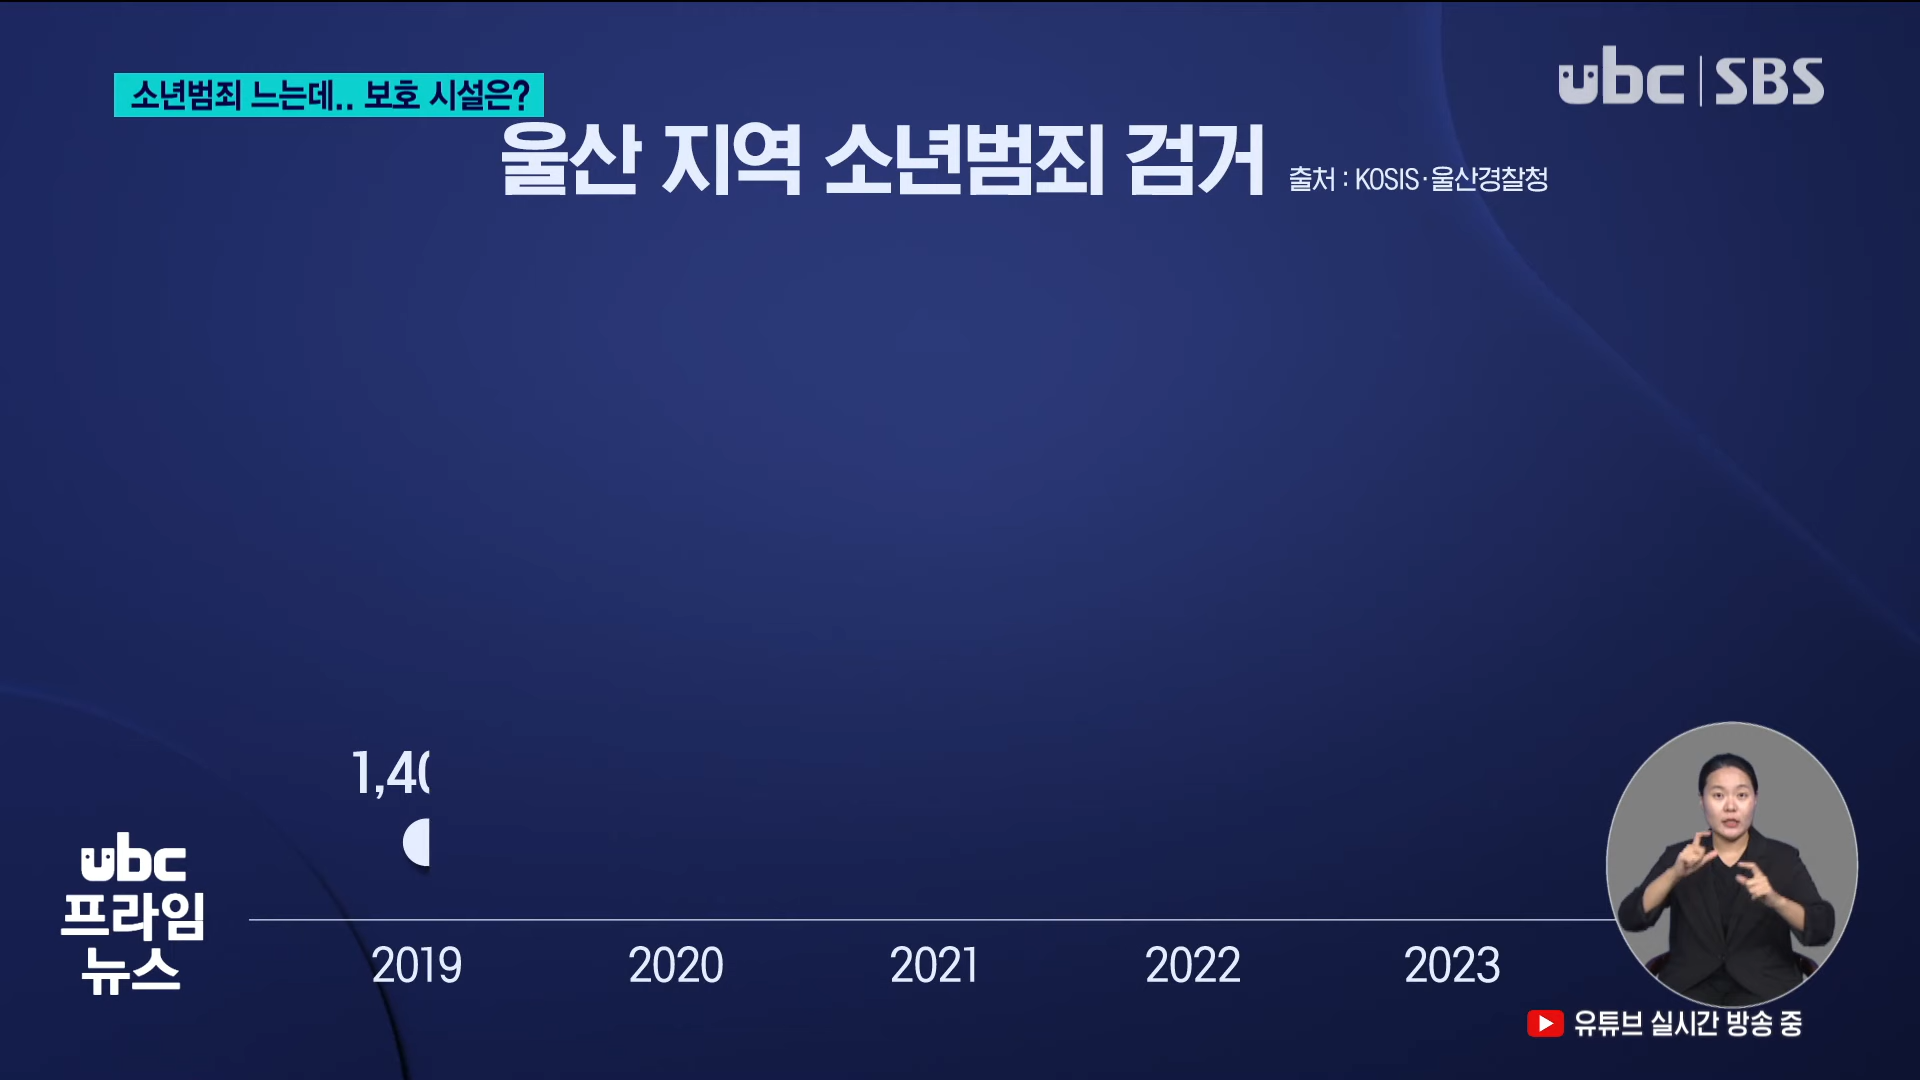 소년범죄 느는데.. 보호 시설은?
ubc | SBS
울산 지역 소년범죄 검거
출처 : KOSIS·울산경찰청
2019 2020 2021 2022 2023
ubc
프라임
뉴스
유튜브 실시간 방송 중